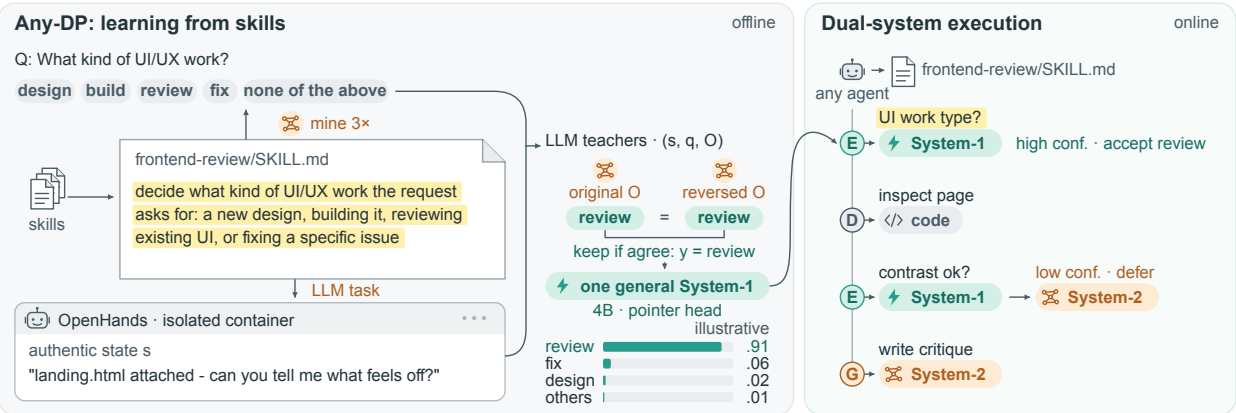 Any-DP: learning from skills
offline
Q: What kind of UI/UX work?
design build review fix none of the above
mine 3×
frontend-review/SKILL.md
decide what kind of UI/UX work the request
asks for: a new design, building it, reviewing
existing UI, or fixing a specific issue
skills
LLM task
OpenHands · isolated container
authentic state s
"landing.html attached - can you tell me what feels off?"
LLM teachers · (s, q, O)
original O reversed O
review = review
keep if agree: y = review
one general System-1
4B · pointer head
illustrative
review .91
fix .06
design .02
others .01
Dual-system execution
online
frontend-review/SKILL.md
any agent
UI work type?
E System-1 high conf. · accept review
inspect page
D </> code
contrast ok? low conf. · defer
E System-1 System-2
write critique
G System-2